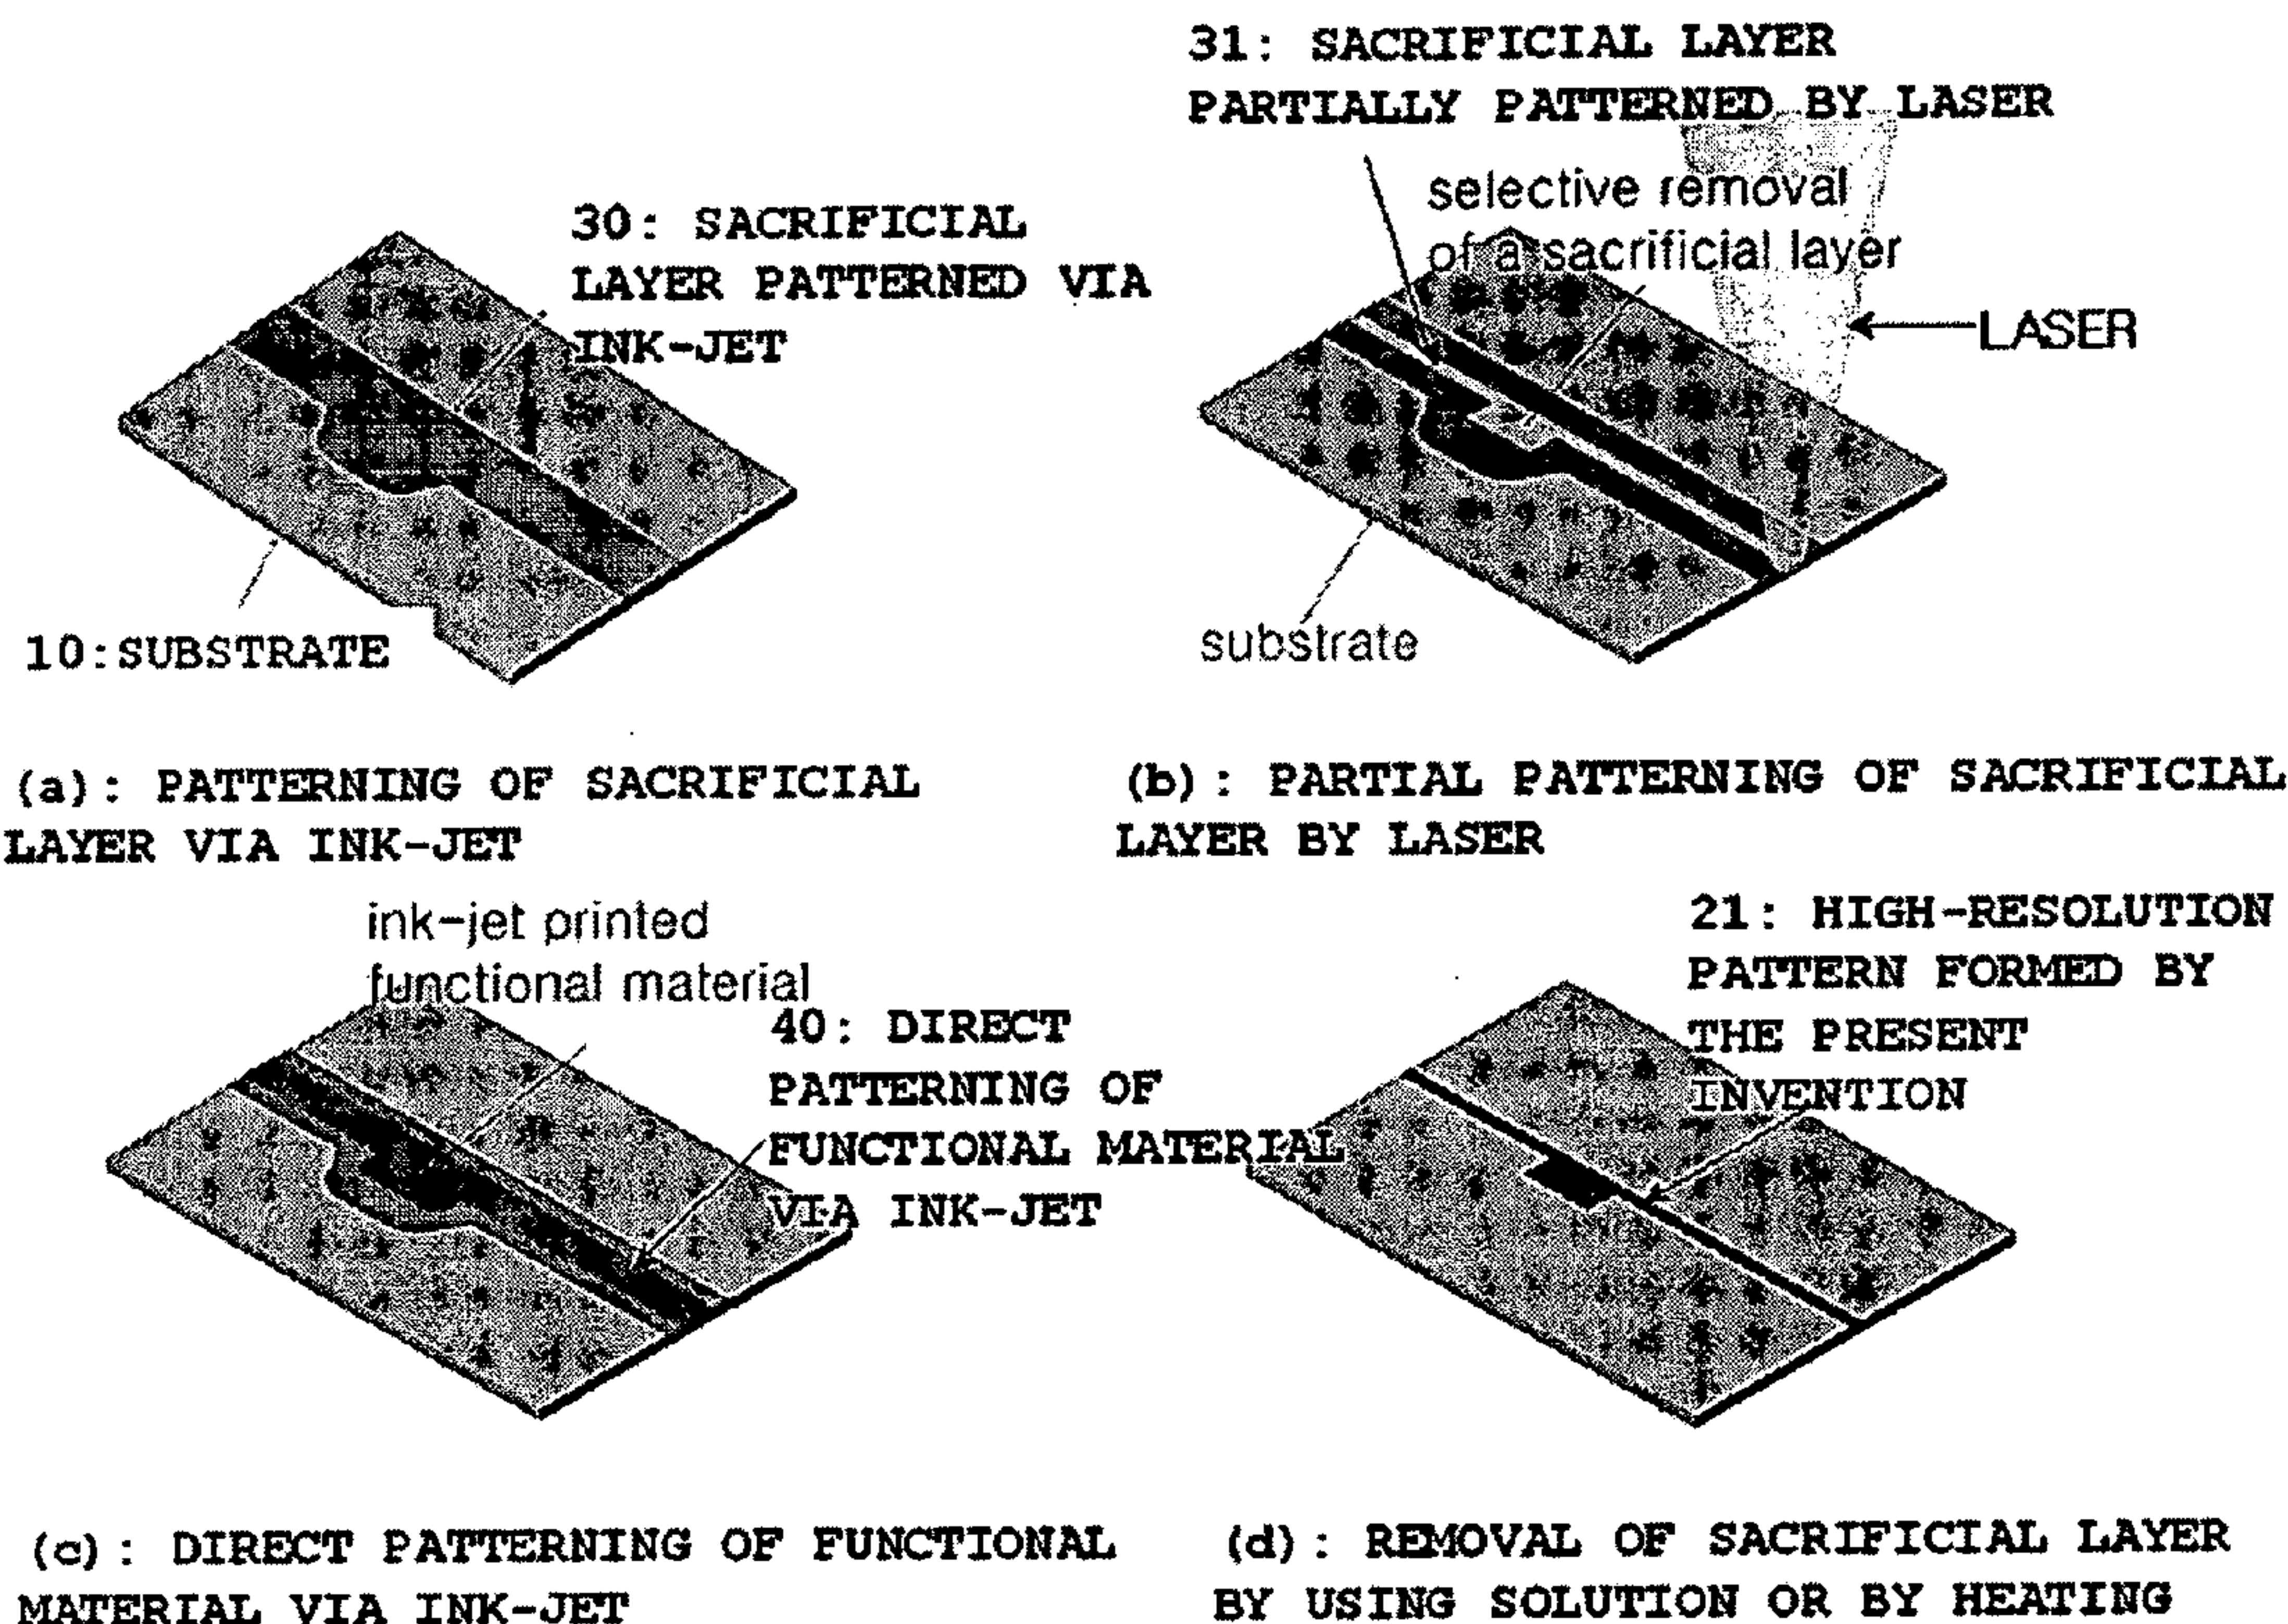 31: SACRIFICIAL LAYER
PARTIALLY PATTERNED BY LASER
selective removal
of a sacrificial layer
30: SACRIFICIAL
LAYER PATTERNED VIA
INK-JET
LASER
10:SUBSTRATE
substrate
(a): PATTERNING OF SACRIFICIAL
LAYER VIA INK-JET
(b): PARTIAL PATTERNING OF SACRIFICIAL
LAYER BY LASER
ink-jet printed
functional material
40: DIRECT
PATTERNING OF
FUNCTIONAL MATERIAL
VIA INK-JET
21: HIGH-RESOLUTION
PATTERN FORMED BY
THE PRESENT
INVENTION
(c): DIRECT PATTERNING OF FUNCTIONAL
MATERIAL VIA INK-JET
(d): REMOVAL OF SACRIFICIAL LAYER
BY USING SOLUTION OR BY HEATING